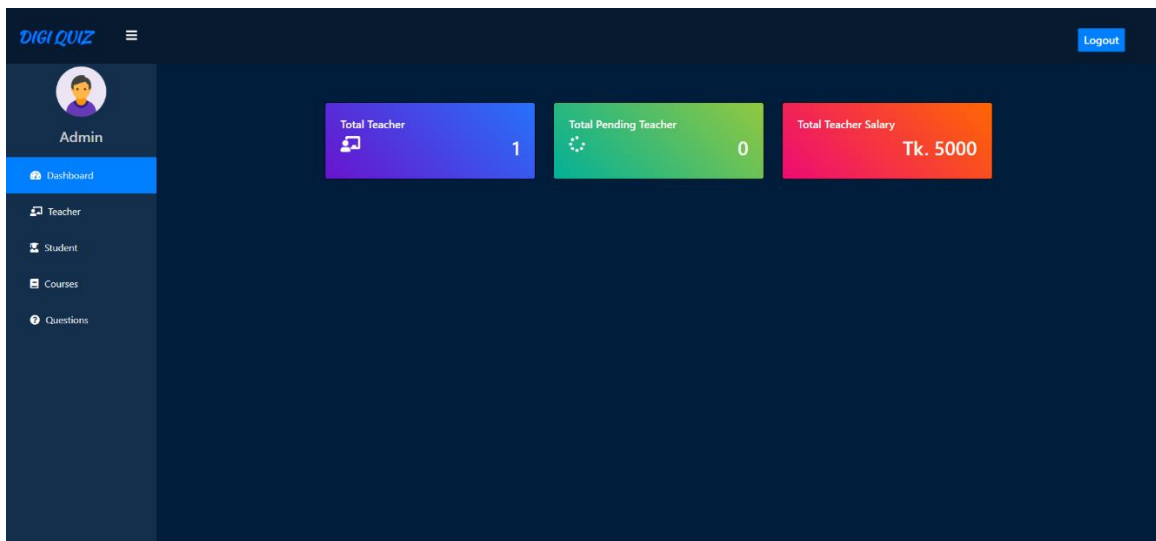 DIGI QUIZ
Logout
Admin
Dashboard
Teacher
Student
Courses
Questions
Total Teacher
1
Total Pending Teacher
0
Total Teacher Salary
Tk. 5000